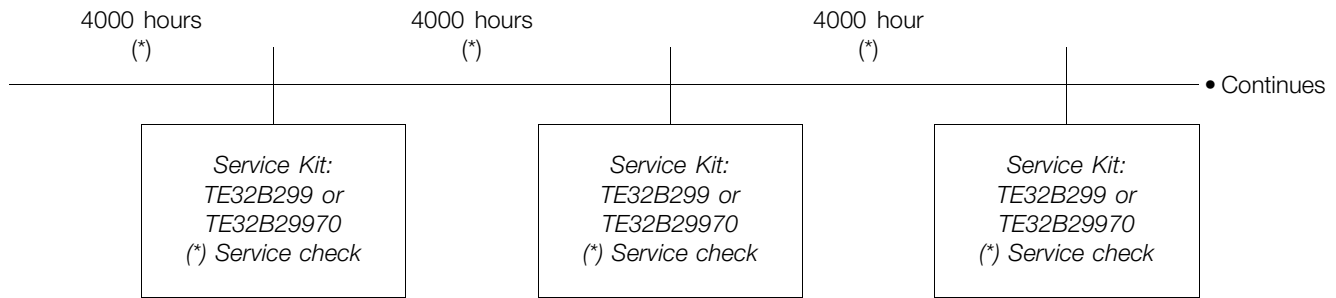 4000 hours
(*)
4000 hours
(*)
4000 hour
(*)
• Continues
Service Kit:
TE32B299 or
TE32B29970
(*) Service check
Service Kit:
TE32B299 or
TE32B29970
(*) Service check
Service Kit:
TE32B299 or
TE32B29970
(*) Service check